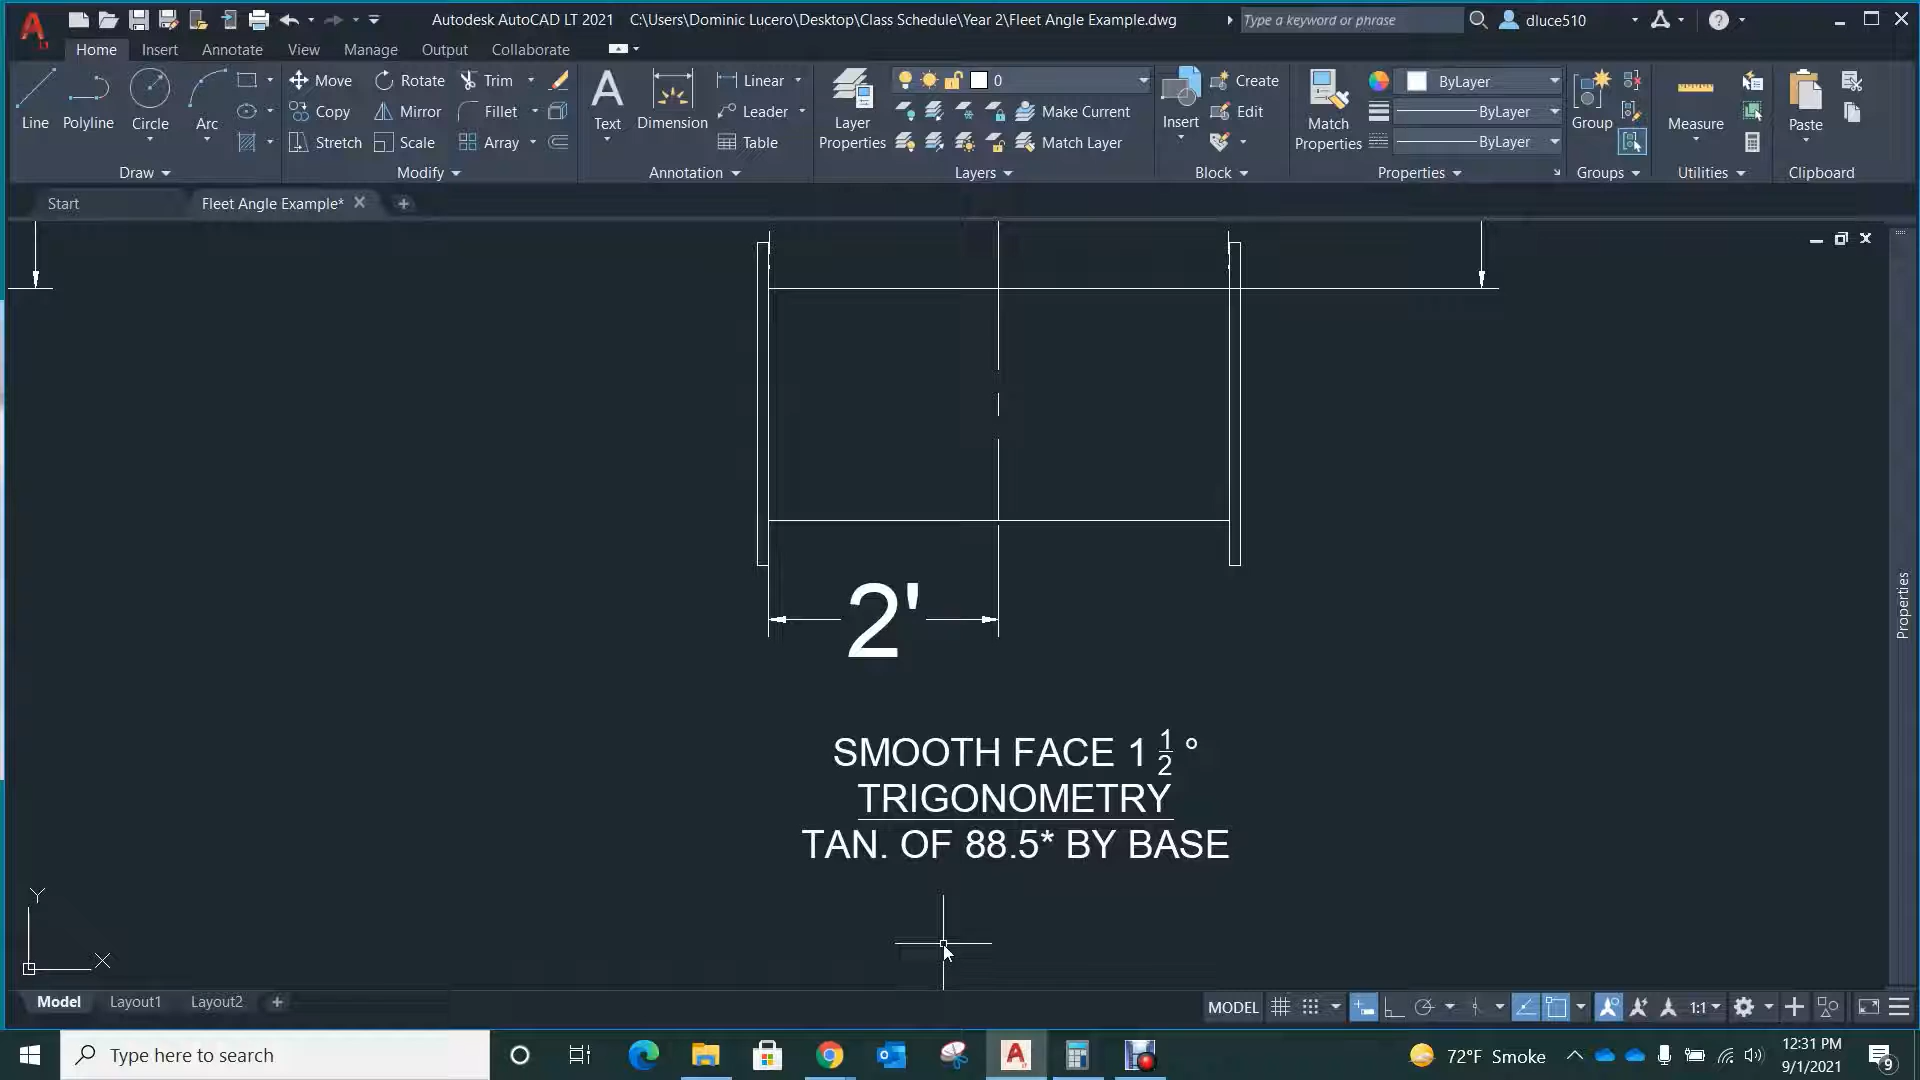 Autodesk AutoCAD LT 2021 C:\Users\Dominic Lucero\Desktop\Class Schedule\Year 2\Fleet Angle Example.dwg Type a keyword or phrase dluce510
Home Insert Annotate View Manage Output Collaborate
Line Polyline Circle Arc
Move Rotate Trim
Copy Mirror Fillet
Stretch Scale Array
Text Dimension
Linear
Leader
Table
Layer Properties
0
Make Current
Match Layer
Insert
Create
Edit
Match Properties
ByLayer
ByLayer
ByLayer
Group
Measure
Paste
Draw Modify Annotation Layers Block Properties Groups Utilities Clipboard
Start Fleet Angle Example*
2'
SMOOTH FACE 1 1/2 °
TRIGONOMETRY
TAN. OF 88.5* BY BASE
Properties
Y
X
Model Layout1 Layout2
MODEL 1:1
Type here to search
72°F Smoke
12:31 PM
9/1/2021
9